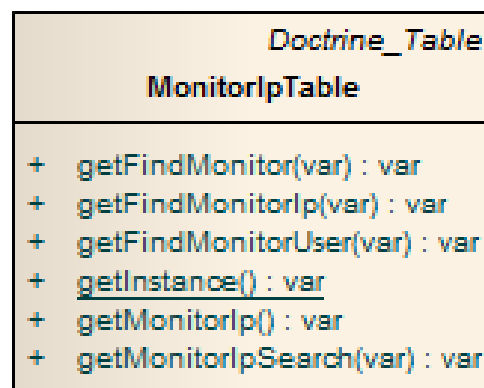 Doctrine_Table
MonitorIpTable
+ getFindMonitor(var) : var
+ getFindMonitorIp(var) : var
+ getFindMonitorUser(var) : var
+ getInstance() : var
+ getMonitorIp() : var
+ getMonitorIpSearch(var) : var